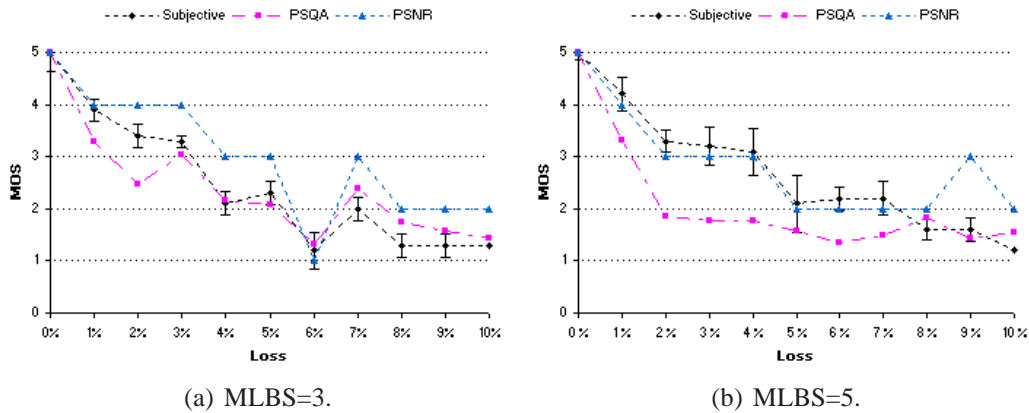 Subjective PSQA PSNR
5
4
3
2
1
0
MOS
0% 1% 2% 3% 4% 5% 6% 7% 8% 9% 10%
Loss
(a) MLBS=3.
Subjective PSQA PSNR
5
4
3
2
1
0
MOS
0% 1% 2% 3% 4% 5% 6% 7% 8% 9% 10%
Loss
(b) MLBS=5.